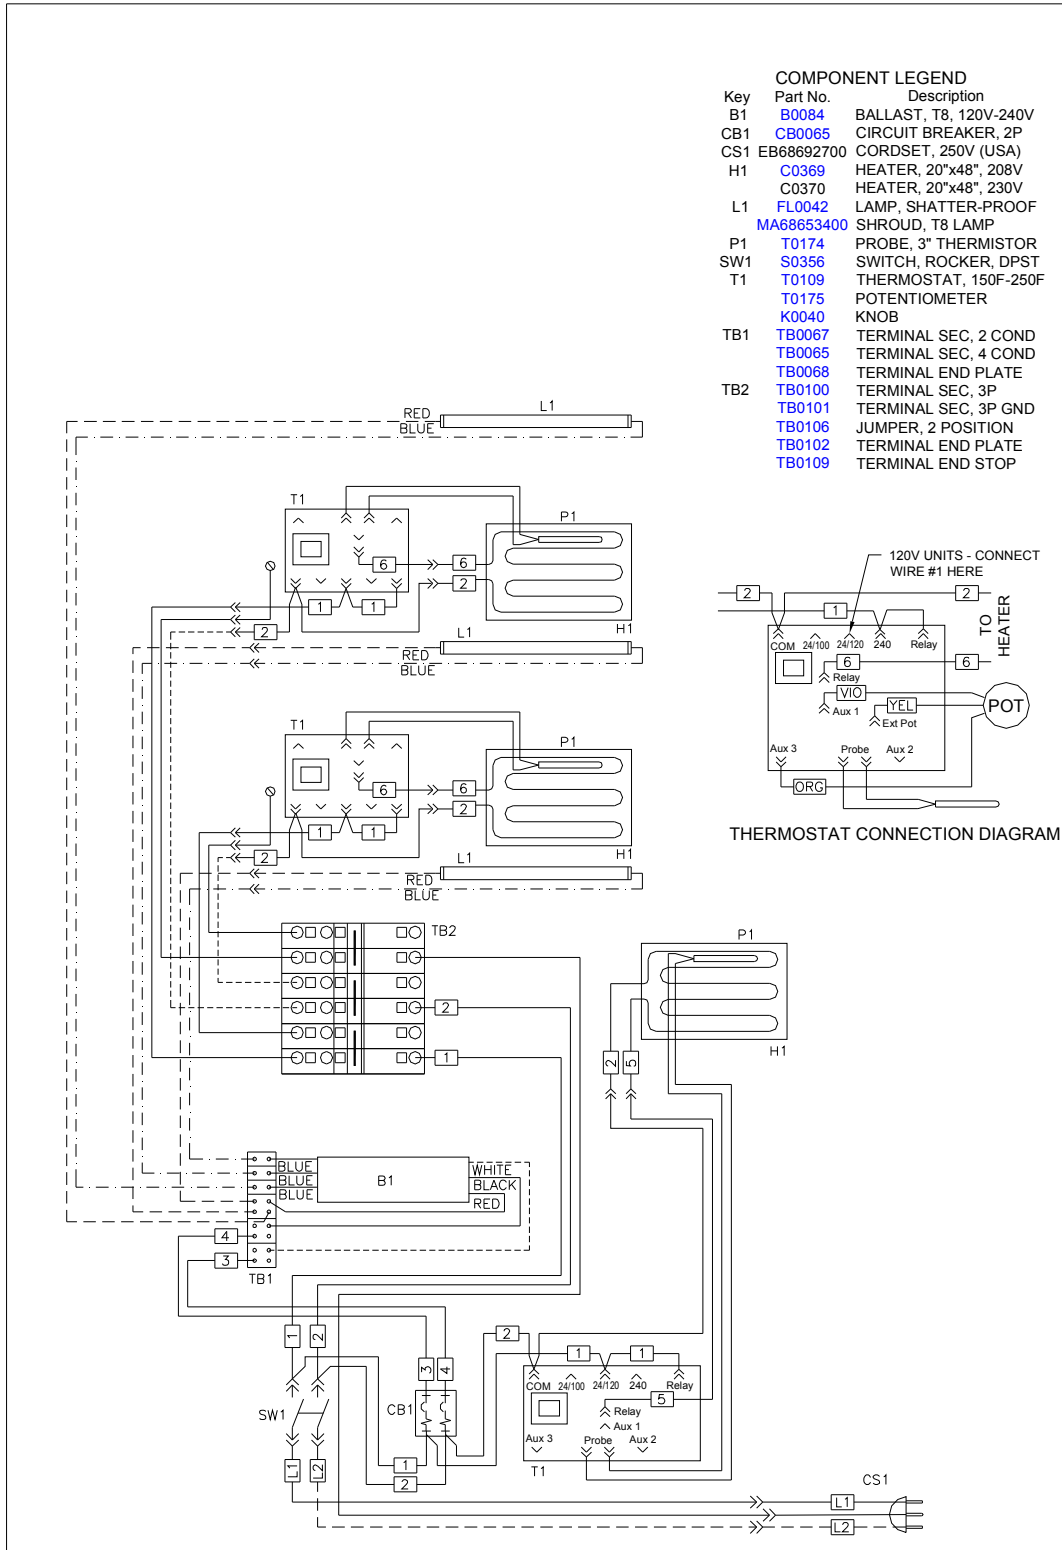 COMPONENT LEGEND
Key Part No. Description
B1 B0084 BALLAST, T8, 120V-240V
CB1 CB0065 CIRCUIT BREAKER, 2P
CS1 EB68692700 CORDSET, 250V (USA)
H1 C0369 HEATER, 20"x48", 208V
C0370 HEATER, 20"x48", 230V
L1 FL0042 LAMP, SHATTER-PROOF
MA68653400 SHROUD, T8 LAMP
P1 T0174 PROBE, 3" THERMISTOR
SW1 S0356 SWITCH, ROCKER, DPST
T1 T0109 THERMOSTAT, 150F-250F
T0175 POTENTIOMETER
K0040 KNOB
TB1 TB0067 TERMINAL SEC, 2 COND
TB0065 TERMINAL SEC, 4 COND
TB0068 TERMINAL END PLATE
TB2 TB0100 TERMINAL SEC, 3P
TB0101 TERMINAL SEC, 3P GND
TB0106 JUMPER, 2 POSITION
TB0102 TERMINAL END PLATE
TB0109 TERMINAL END STOP
RED L1
BLUE
T1
P1
6 6
2
1 1
2
H1
L1
RED
BLUE
120V UNITS - CONNECT
WIRE #1 HERE
2 2
1
TO
HEATER
COM 24/100 24/120 240 Relay
6 6
Relay
VIO
Aux 1
YEL
POT
Ext Pot
Aux 3 Probe Aux 2
ORG
THERMOSTAT CONNECTION DIAGRAM
T1
P1
6 6
2
1 1
2
H1
L1
RED
BLUE
TB2
2
1
P1
H1
2 5
BLUE
BLUE
BLUE
B1
WHITE
BLACK
RED
4
3
TB1
1 2
3 4
2
1 1
COM 24/100 24/120 240 Relay
5
Relay
Aux 1
Aux 3 Probe Aux 2
T1
SW1
CB1
1
2
L1 L2
CS1
L1
L2